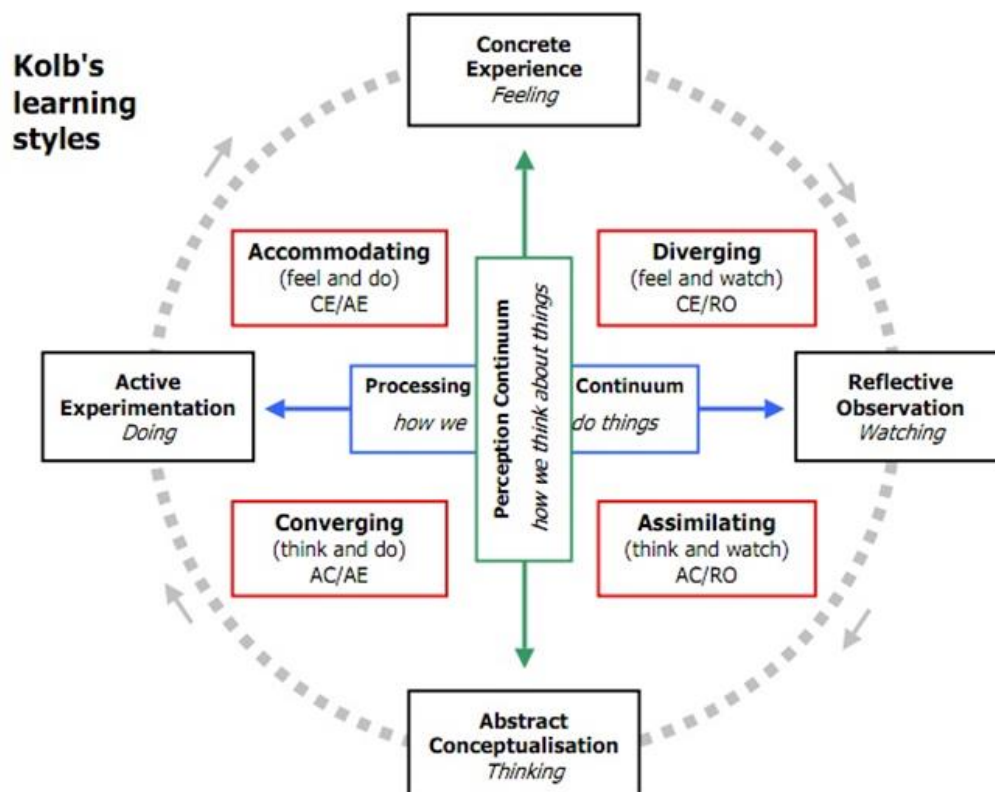 Kolb's
learning
styles
Concrete
Experience
Feeling
Accommodating
(feel and do)
CE/AE
Diverging
(feel and watch)
CE/RO
Active
Experimentation
Doing
Processing
how we
Perception Continuum
how we think about things
Continuum
do things
Reflective
Observation
Watching
Converging
(think and do)
AC/AE
Assimilating
(think and watch)
AC/RO
Abstract
Conceptualisation
Thinking